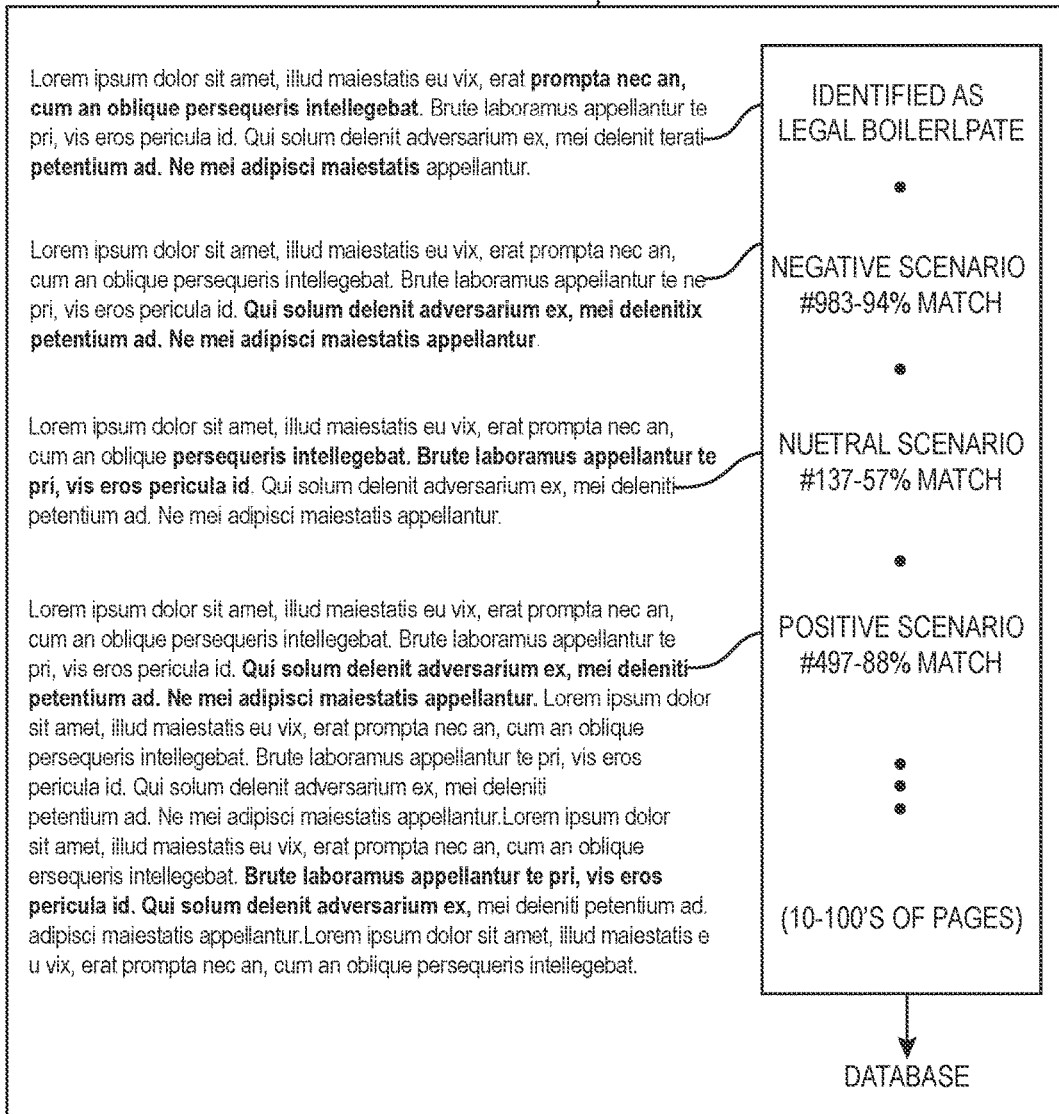 Lorem ipsum dolor sit amet, illud maiestatis eu vix, erat prompta nec an,
cum an oblique persequeris intellegebat. Brute laboramus appellantur te
pri, vis eros pericula id. Qui solum delenit adversarium ex, mei delenit terati
petentium ad. Ne mei adipisci maiestatis appellantur.
IDENTIFIED AS
LEGAL BOILERLPATE
Lorem ipsum dolor sit amet, illud maiestatis eu vix, erat prompta nec an,
cum an oblique persequeris intellegebat. Brute laboramus appellantur te ne
pri, vis eros pericula id. Qui solum delenit adversarium ex, mei delenitix
petentium ad. Ne mei adipisci maiestatis appellantur.
NEGATIVE SCENARIO
#983-94% MATCH
Lorem ipsum dolor sit amet, illud maiestatis eu vix, erat prompta nec an,
cum an oblique persequeris intellegebat. Brute laboramus appellantur te
pri, vis eros pericula id. Qui solum delenit adversarium ex, mei deleniti
petentium ad. Ne mei adipisci maiestatis appellantur.
NUETRAL SCENARIO
#137-57% MATCH
Lorem ipsum dolor sit amet, illud maiestatis eu vix, erat prompta nec an,
cum an oblique persequeris intellegebat. Brute laboramus appellantur te
pri, vis eros pericula id. Qui solum delenit adversarium ex, mei deleniti
petentium ad. Ne mei adipisci maiestatis appellantur. Lorem ipsum dolor
sit amet, illud maiestatis eu vix, erat prompta nec an, cum an oblique
persequeris intellegebat. Brute laboramus appellantur te pri, vis eros
pericula id. Qui solum delenit adversarium ex, mei deleniti
petentium ad. Ne mei adipisci maiestatis appellantur.Lorem ipsum dolor
sit amet, illud maiestatis eu vix, erat prompta nec an, cum an oblique
ersequeris intellegebat. Brute laboramus appellantur te pri, vis eros
pericula id. Qui solum delenit adversarium ex, mei deleniti petentium ad.
adipisci maiestatis appellantur.Lorem ipsum dolor sit amet, illud maiestatis e
u vix, erat prompta nec an, cum an oblique persequeris intellegebat.
POSITIVE SCENARIO
#497-88% MATCH
(10-100'S OF PAGES)
DATABASE